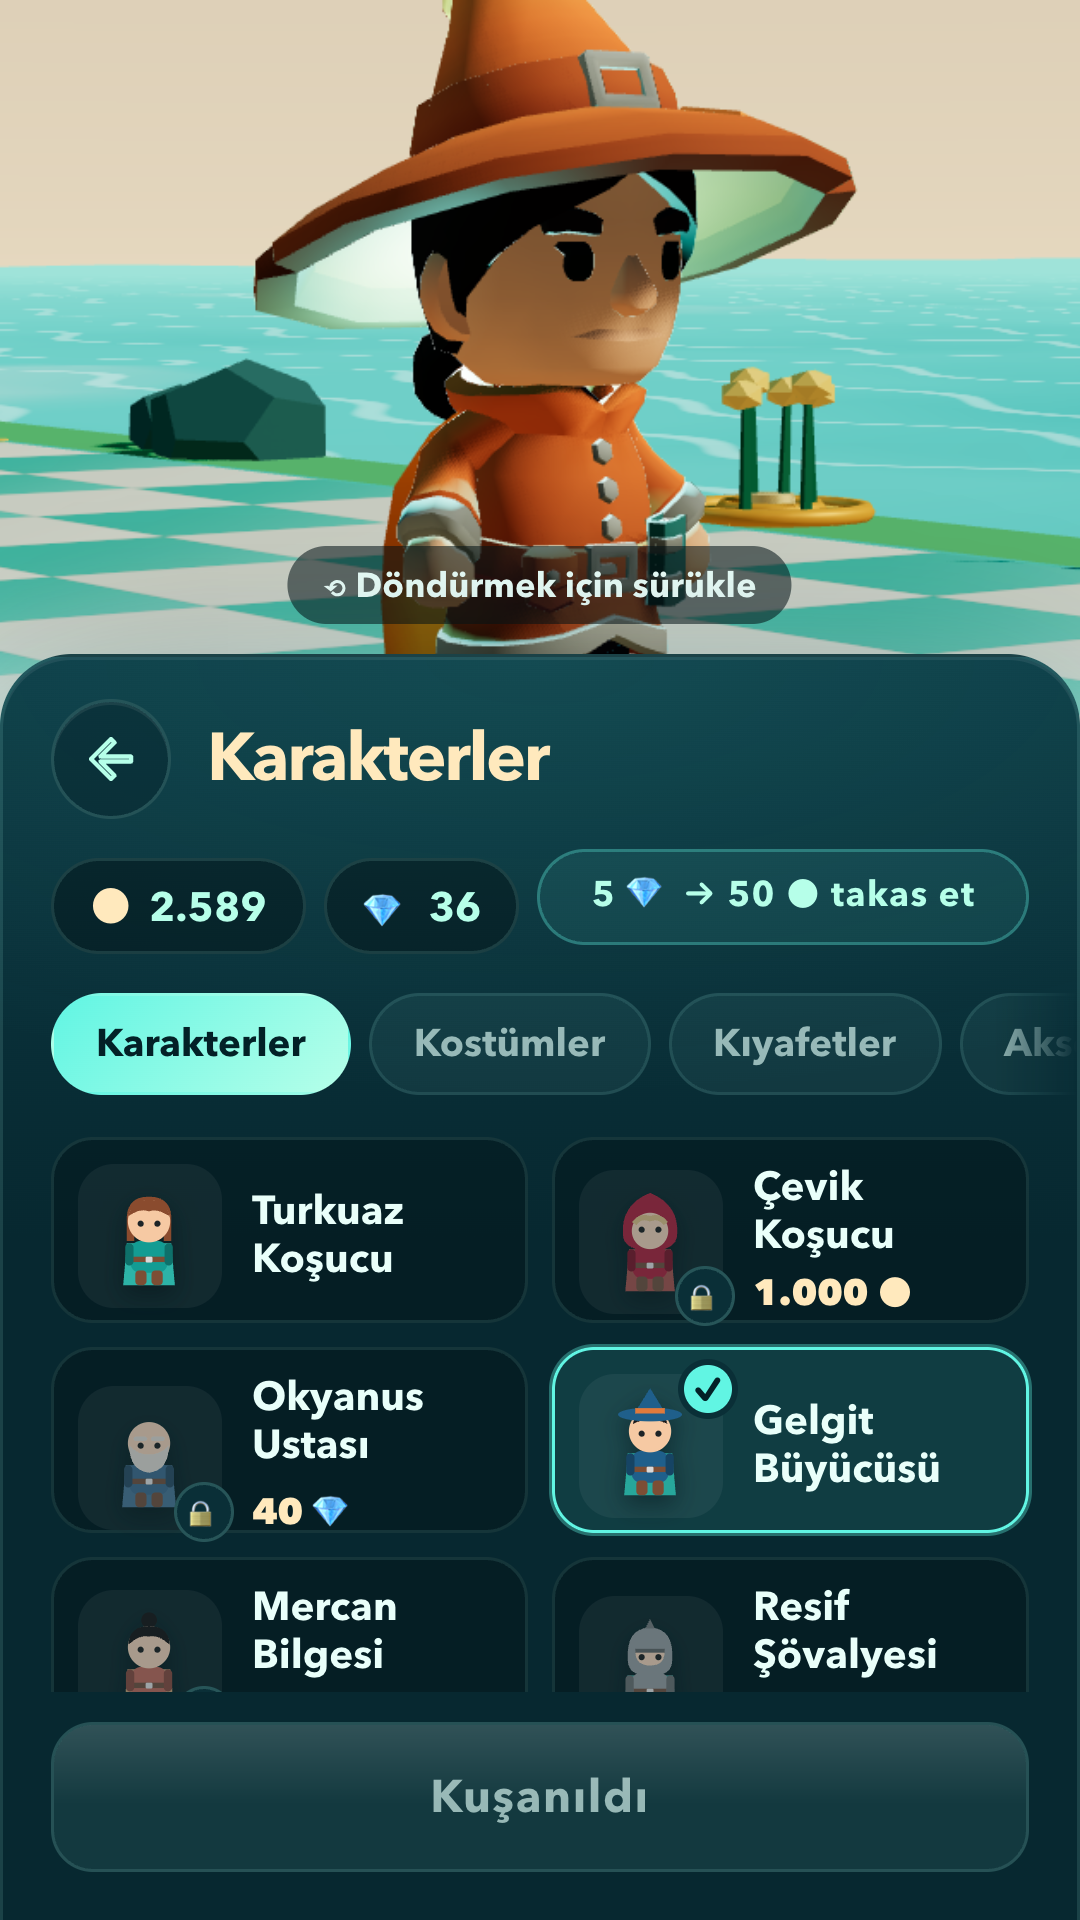 ⟲ Döndürmek için sürükle
Karakterler
2.589
36
5 💎 → 50 takas et
Karakterler
Kostümler
Kıyafetler
Aks
Turkuaz
Koşucu
Çevik
Koşucu
1.000
Okyanus
Ustası
40 💎
Gelgit
Büyücüsü
Mercan
Bilgesi
Resif
Şövalyesi
Kuşanıldı